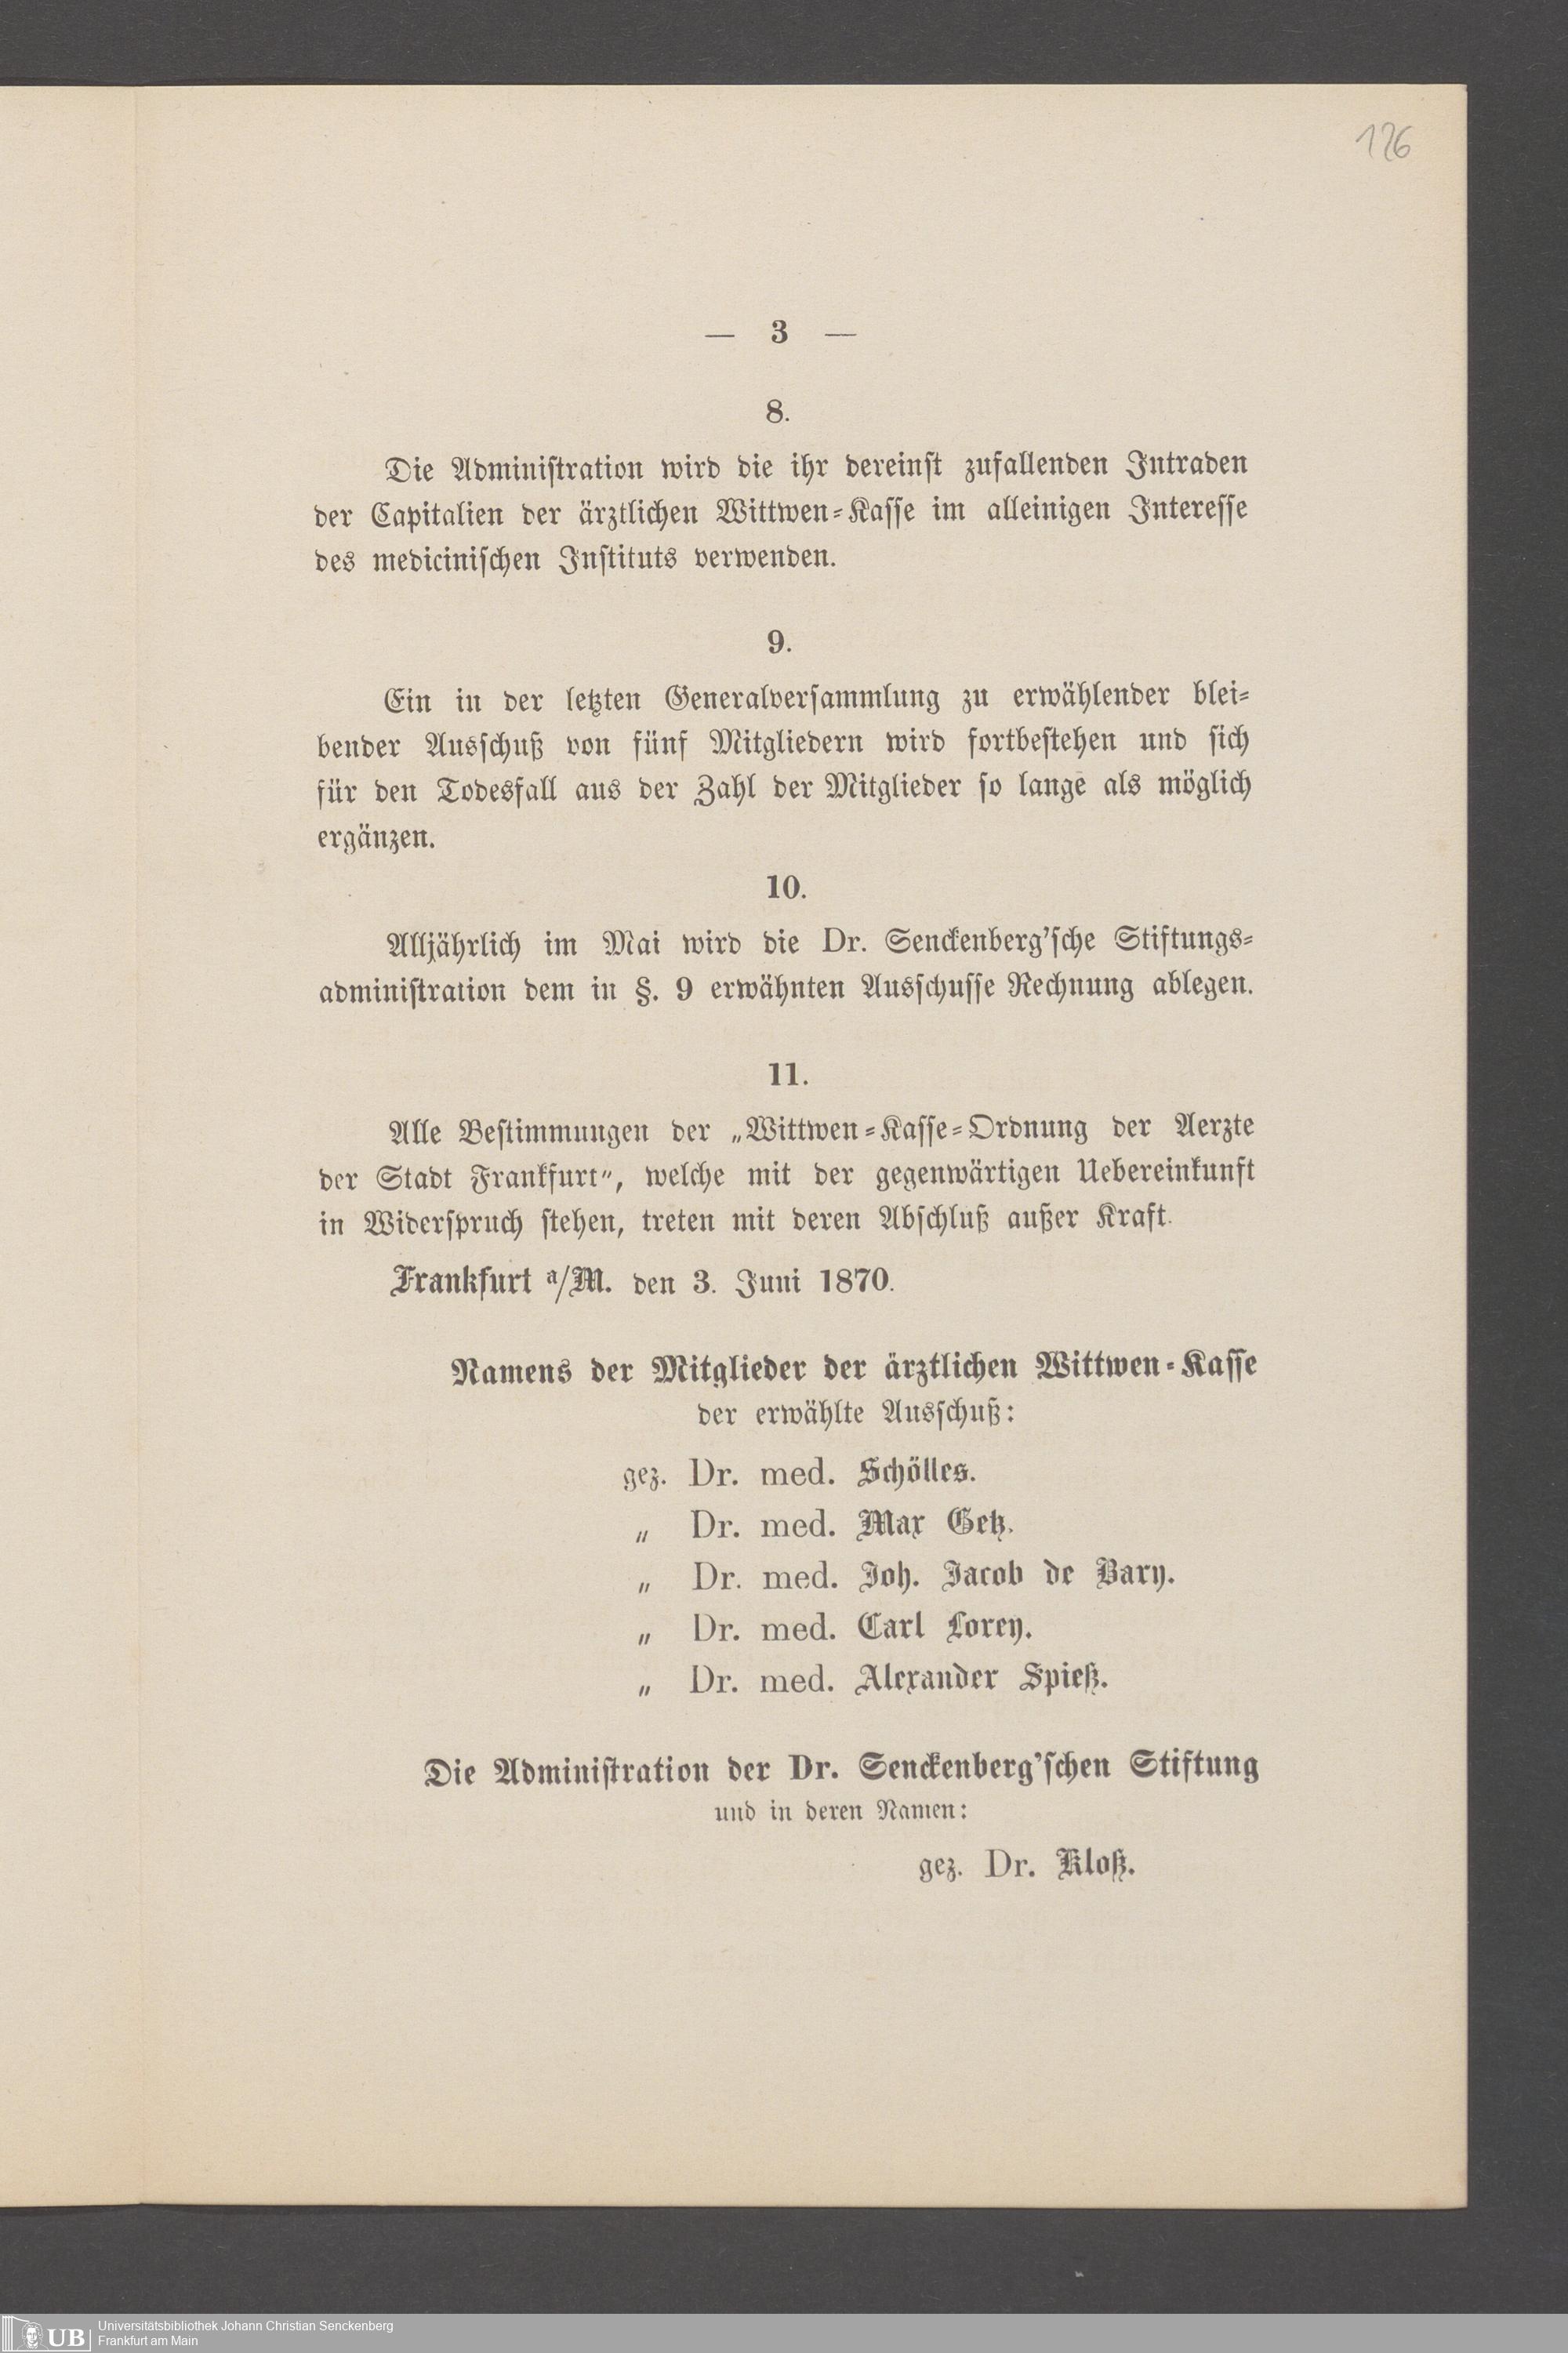 126
— 3 —
8.
Die Administration wird die ihr dereinst zufallenden Intraden
der Capitalien der ärztlichen Wittwen-Kasse im alleinigen Interesse
des medicinischen Instituts verwenden.
9.
Ein in der letzten Generalversammlung zu erwählender blei-
bender Ausschuß von fünf Mitgliedern wird fortbestehen und sich
für den Todesfall aus der Zahl der Mitglieder so lange als möglich
ergänzen.
10.
Alljährlich im Mai wird die Dr. Senckenberg'sche Stiftungs-
administration dem in §. 9 erwähnten Ausschusse Rechnung ablegen.
11.
Alle Bestimmungen der „Wittwen-Kasse-Ordnung der Aerzte
der Stadt Frankfurt", welche mit der gegenwärtigen Uebereinkunft
in Widerspruch stehen, treten mit deren Abschluß außer Kraft.
Frankfurt a/M. den 3. Juni 1870.
Namens der Mitglieder der ärztlichen Wittwen-Kasse
der erwählte Ausschuß:
gez. Dr. med. Schölles.
„ Dr. med. Max Getz.
„ Dr. med. Joh. Jacob de Bary.
„ Dr. med. Carl Lorey.
„ Dr. med. Alexander Spieß.
Die Administration der Dr. Senckenberg'schen Stiftung
und in deren Namen:
gez. Dr. Kloß.
UB
Universitätsbibliothek Johann Christian Senckenberg
Frankfurt am Main